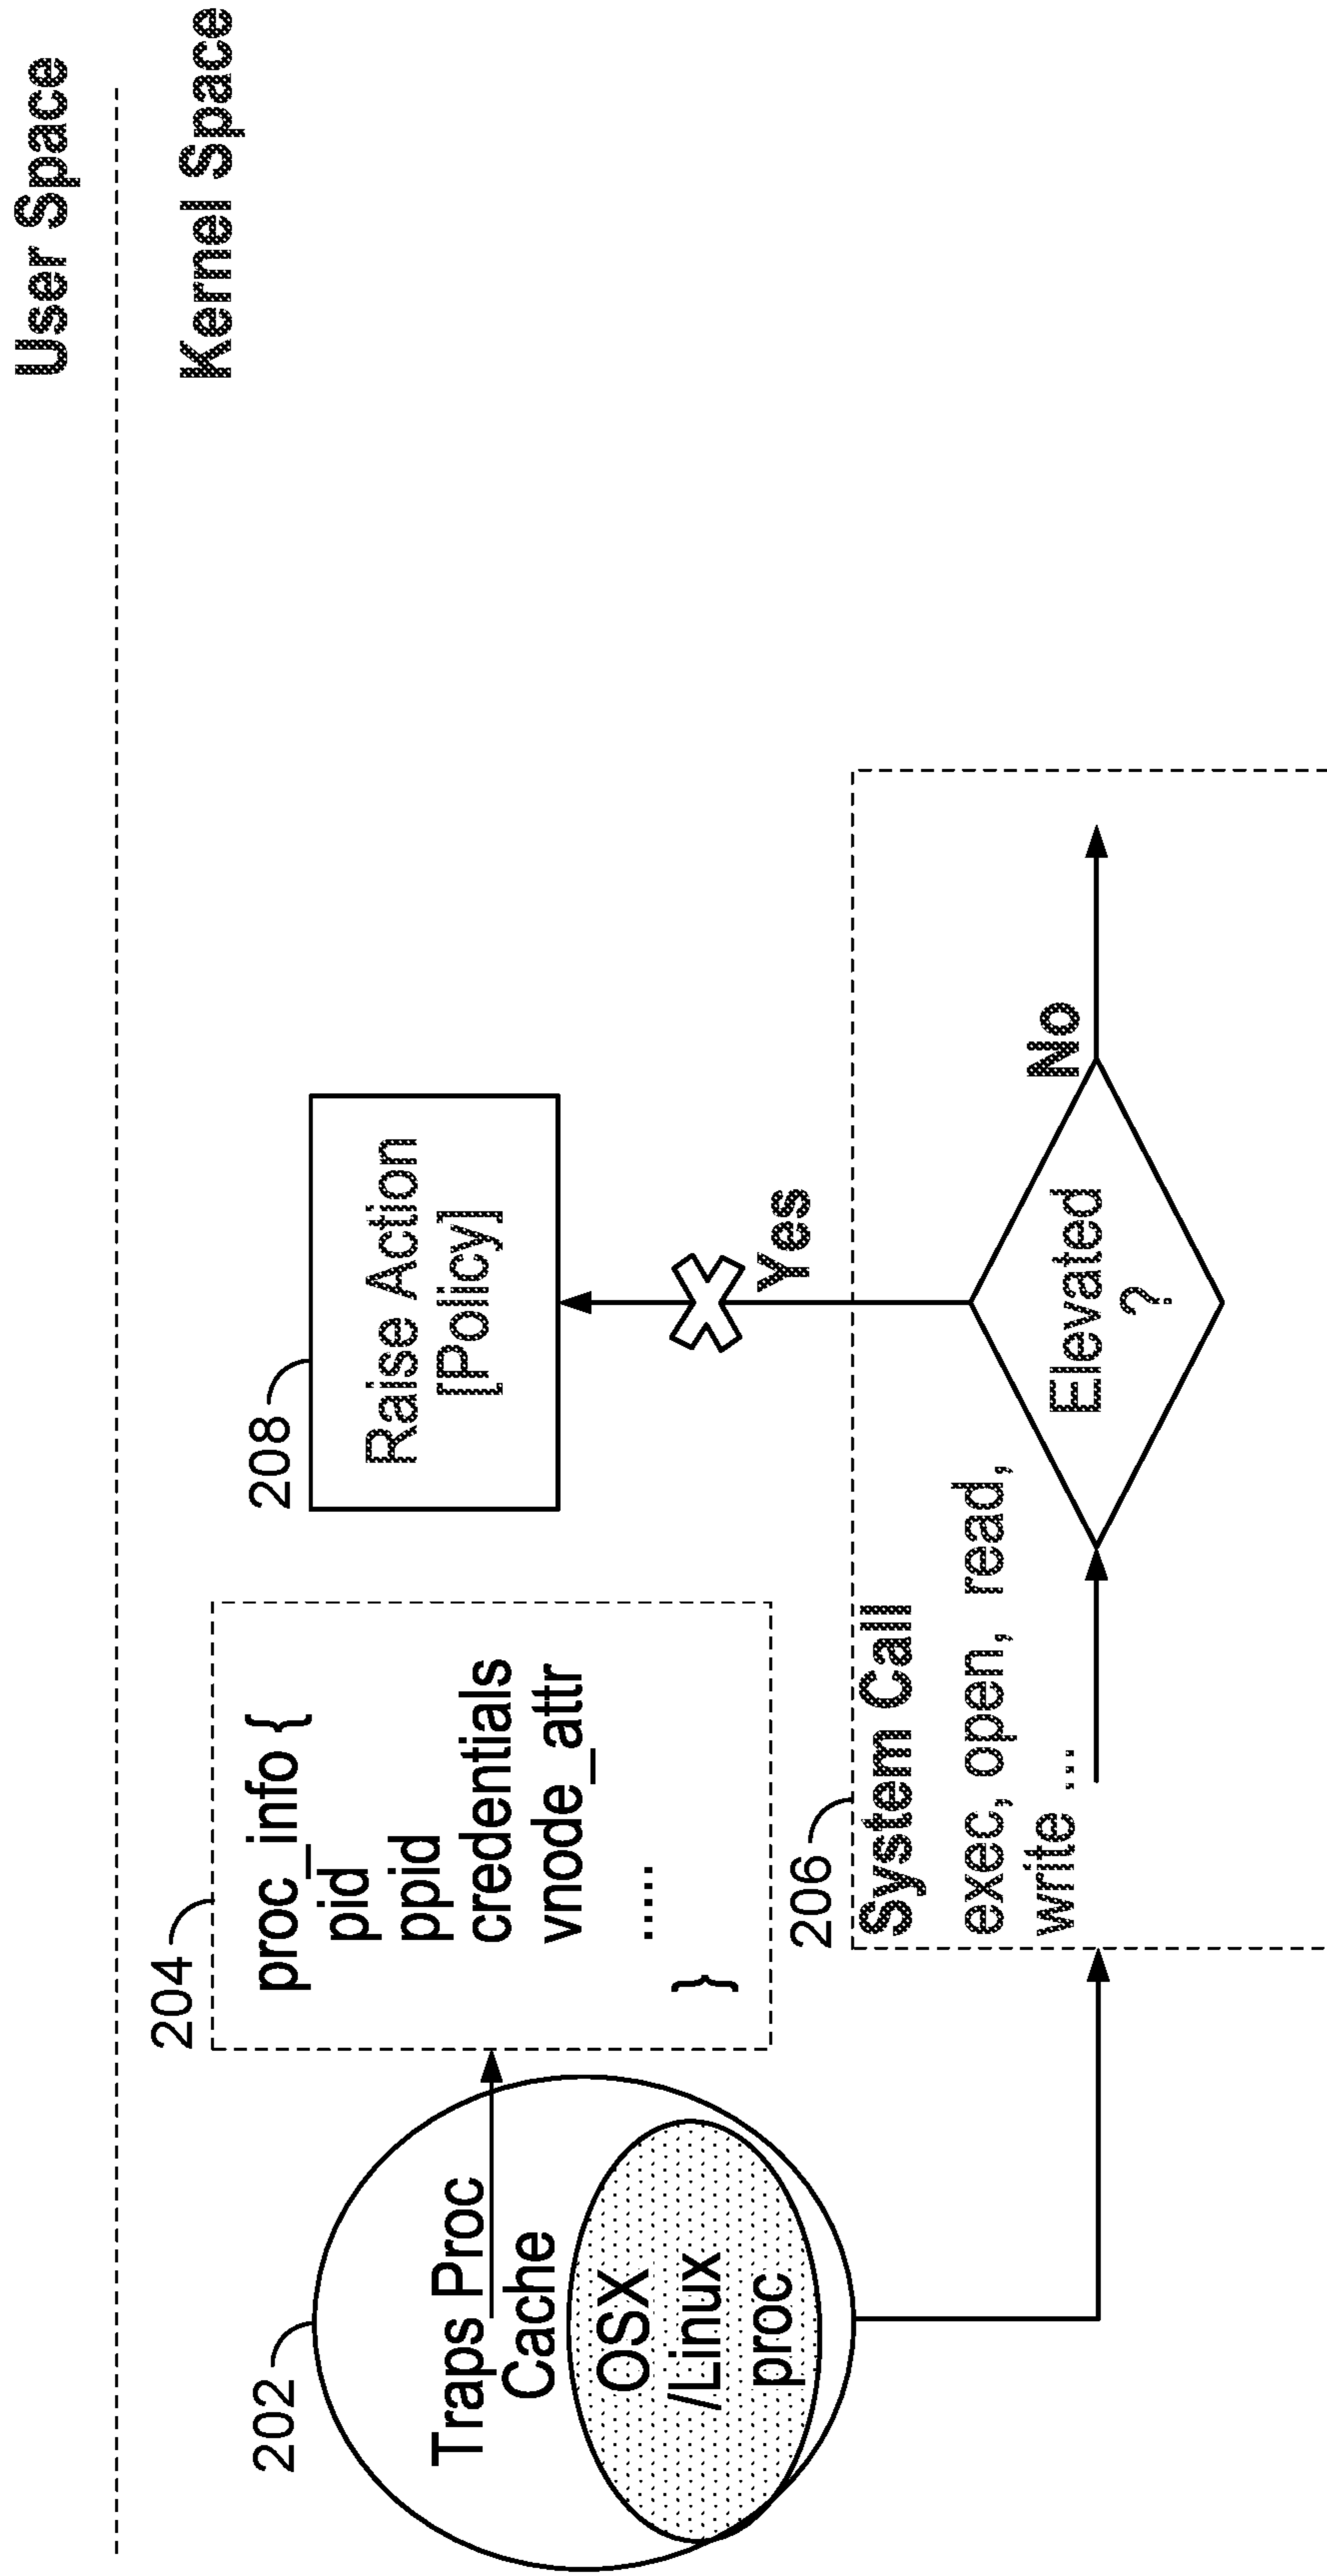 User Space
Kernel Space
202
Traps Proc
Cache
OSX
/Linux
proc
204
proc_info {
pid
ppid
credentials
vnode_attr
.....
}
206
System Call
exec, open, read,
write ...
Elevated
?
Yes
No
208
Raise Action
[Policy]